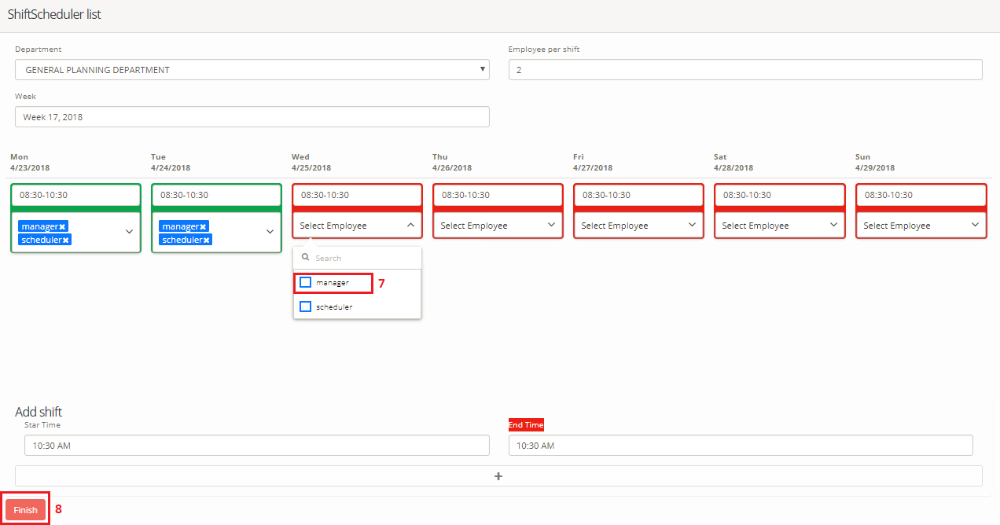 ShiftScheduler list
Department
Employee per shift
GENERAL PLANNING DEPARTMENT
2
Week
Week 17, 2018
Mon Tue Wed Thu Fri Sat Sun
4/23/2018 4/24/2018 4/25/2018 4/26/2018 4/27/2018 4/28/2018 4/29/2018
08:30-10:30 08:30-10:30 08:30-10:30 08:30-10:30 08:30-10:30 08:30-10:30 08:30-10:30
manager manager Select Employee Select Employee Select Employee Select Employee Select Employee
scheduler scheduler
Search
manager 7
scheduler
Add shift
Star Time
End Time
10:30 AM
10:30 AM
+
Finish 8